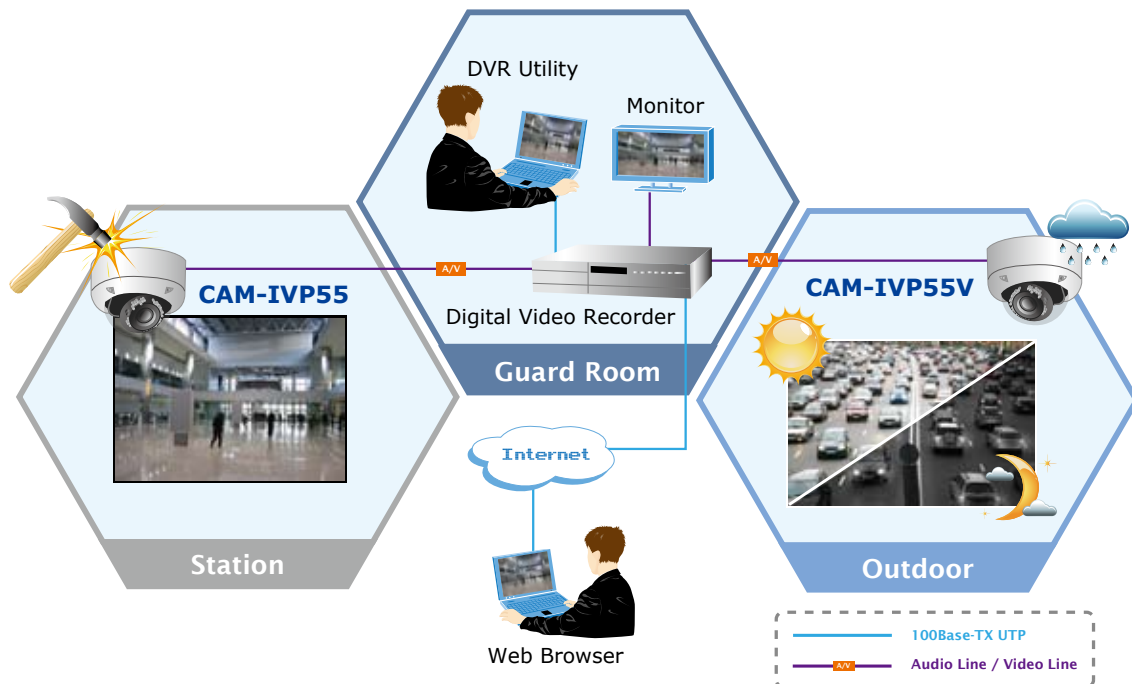 DVR Utility
Monitor
A/V
A/V
CAM-IVP55
CAM-IVP55V
Digital Video Recorder
Guard Room
Internet
Station
Outdoor
Web Browser
100Base-TX UTP
A/V
Audio Line / Video Line